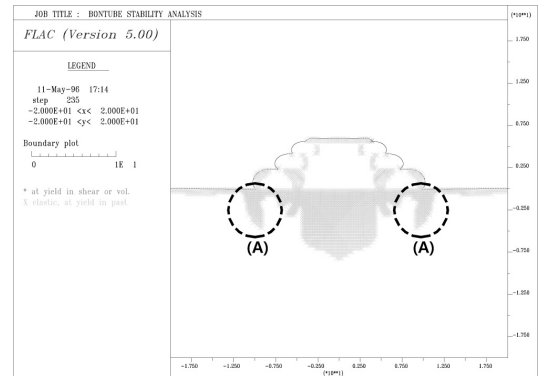 JOB TITLE : BONTUBE STABILITY ANALYSIS
(*10**1)
FLAC (Version 5.00)
LEGEND
11-May-96 17:14
step 235
-2.000E+01 <x< 2.000E+01
-2.000E+01 <y< 2.000E+01
Boundary plot
0 1E 1
* at yield in shear or vol.
X elastic, at yield in past
1.750
1.250
0.750
0.250
-0.250
-0.750
-1.250
-1.750
(A) (A)
-1.750 -1.250 -0.750 -0.250 0.250 0.750 1.250 1.750
(*10**1)